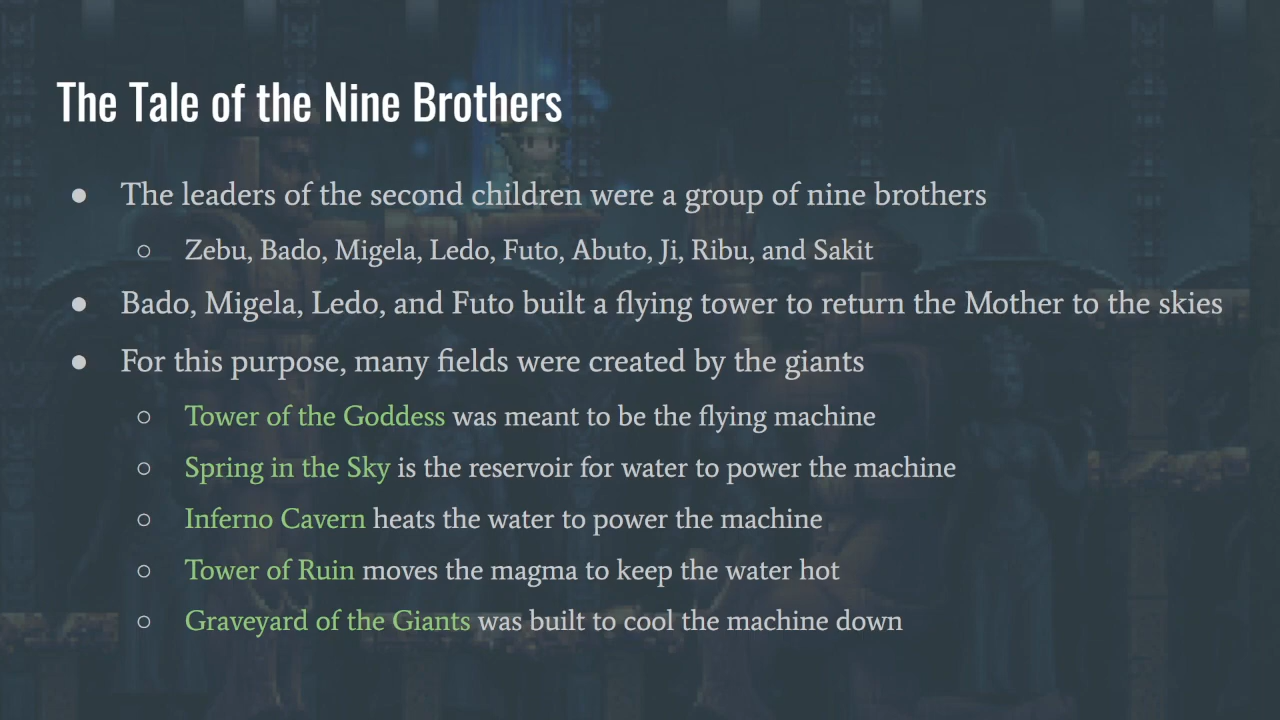 The Tale of the Nine Brothers
● The leaders of the second children were a group of nine brothers
○ Zebu, Bado, Migela, Ledo, Futo, Abuto, Ji, Ribu, and Sakit
● Bado, Migela, Ledo, and Futo built a flying tower to return the Mother to the skies
● For this purpose, many fields were created by the giants
○ Tower of the Goddess was meant to be the flying machine
○ Spring in the Sky is the reservoir for water to power the machine
○ Inferno Cavern heats the water to power the machine
○ Tower of Ruin moves the magma to keep the water hot
○ Graveyard of the Giants was built to cool the machine down